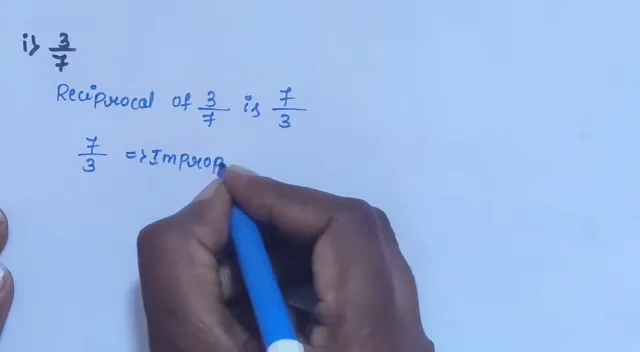 i> 3/7
Reciprocal of 3/7 is 7/3
7/3 => Improp